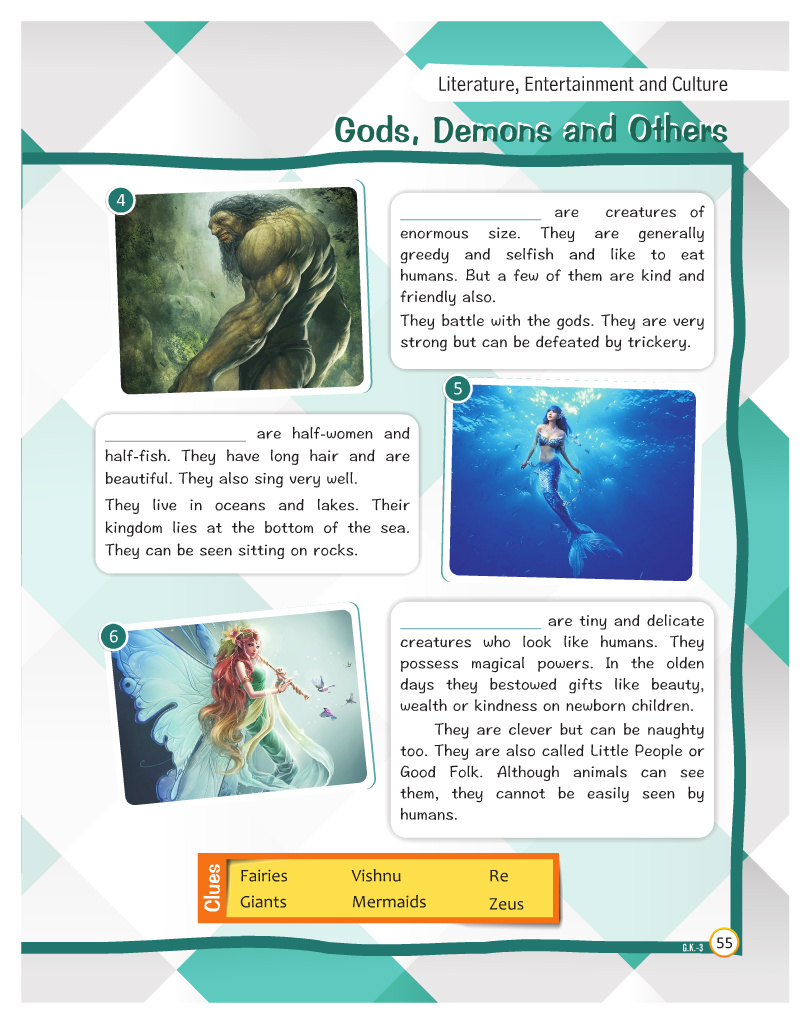 Literature, Entertainment and Culture
Gods, Demons and Others
4
____________________ are creatures of
enormous size. They are generally
greedy and selfish and like to eat
humans. But a few of them are kind and
friendly also.
They battle with the gods. They are very
strong but can be defeated by trickery.
5
____________________ are half-women and
half-fish. They have long hair and are
beautiful. They also sing very well.
They live in oceans and lakes. Their
kingdom lies at the bottom of the sea.
They can be seen sitting on rocks.
6
____________________ are tiny and delicate
creatures who look like humans. They
possess magical powers. In the olden
days they bestowed gifts like beauty,
wealth or kindness on newborn children.
They are clever but can be naughty
too. They are also called Little People or
Good Folk. Although animals can see
them, they cannot be easily seen by
humans.
Clues
Fairies Vishnu Re
Giants Mermaids Zeus
G.K.-3 55